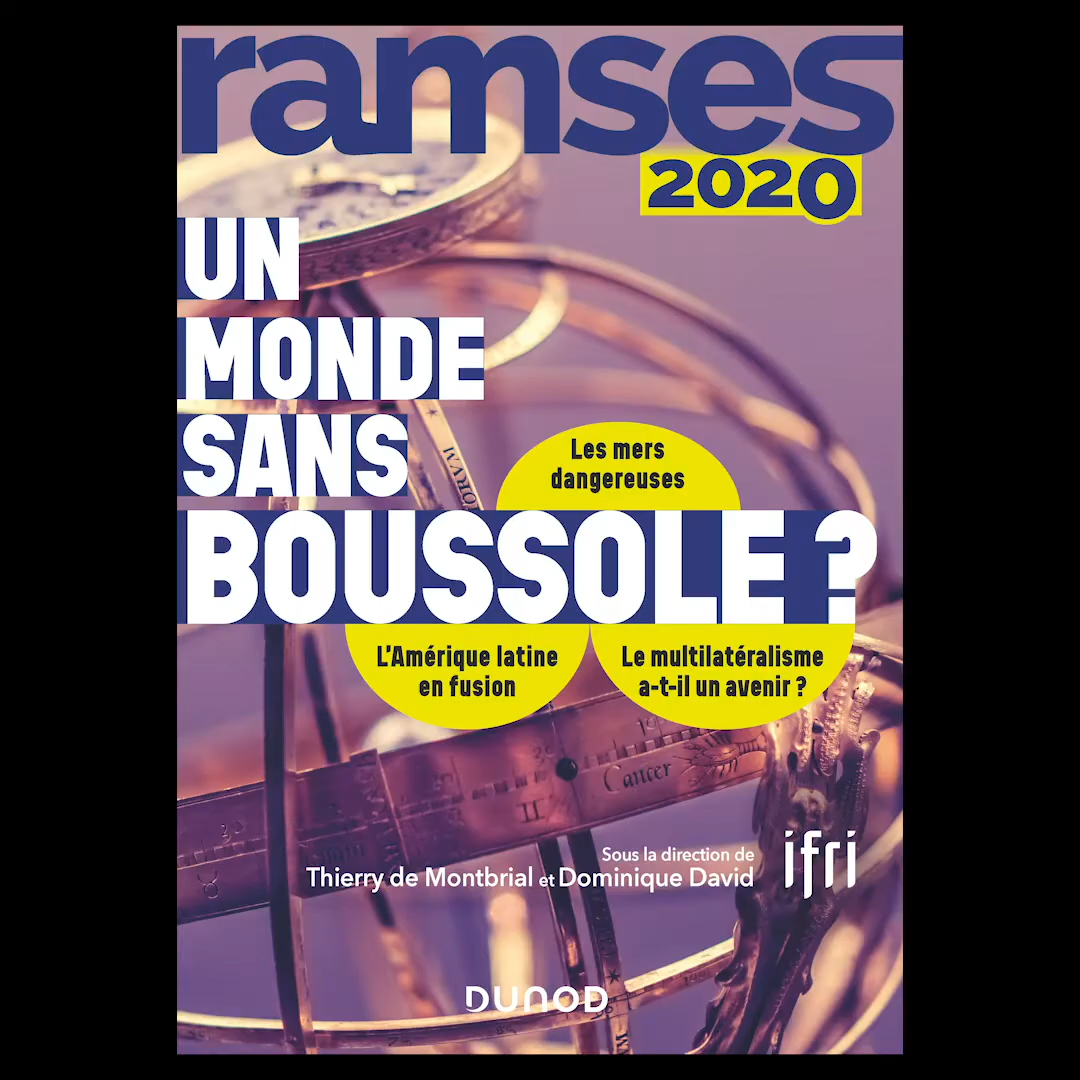 ramses
2020
UN
MONDE
SANS
BOUSSOLE ?
Les mers
dangereuses
L'Amérique latine
en fusion
Le multilatéralisme
a-t-il un avenir ?
Cancer
Sous la direction de
Thierry de Montbrial et Dominique David
ifri
DUNOD